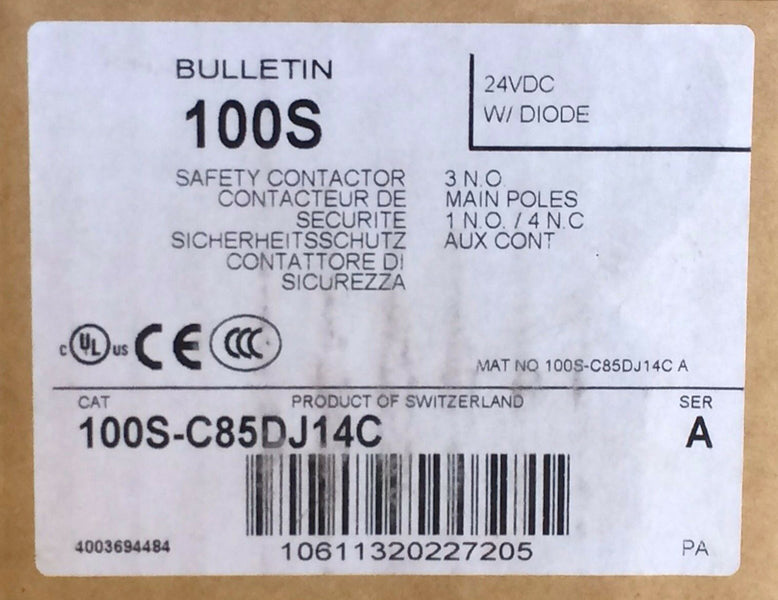 BULLETIN
100S
24VDC
W/ DIODE
SAFETY CONTACTOR
CONTACTEUR DE
SECURITE
SICHERHEITSSCHUTZ
CONTATTORE DI
SICUREZZA
3 N.O.
MAIN POLES
1 N.O. / 4 N.C
AUX CONT
C UL US CE CCC
MAT NO 100S-C85DJ14C A
CAT
PRODUCT OF SWITZERLAND
SER
100S-C85DJ14C
A
4003694484
10611320227205
PA